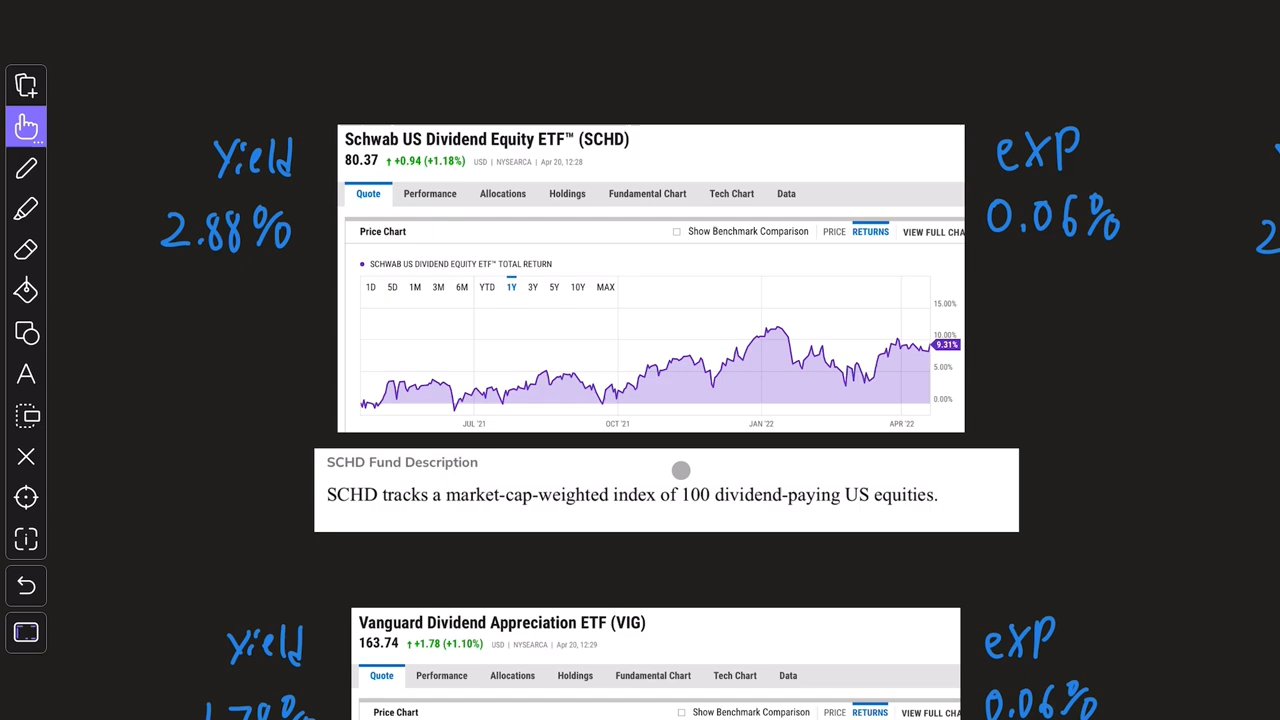 Yield
2.88%
Schwab US Dividend Equity ETF™ (SCHD)
80.37 ↑ +0.94 (+1.18%) USD | NYSEARCA | Apr 20, 12:28
Quote Performance Allocations Holdings Fundamental Chart Tech Chart Data
Price Chart Show Benchmark Comparison PRICE RETURNS VIEW FULL CHA
SCHWAB US DIVIDEND EQUITY ETF™ TOTAL RETURN
1D 5D 1M 3M 6M YTD 1Y 3Y 5Y 10Y MAX
15.00%
10.00%
9.31%
5.00%
0.00%
JUL '21 OCT '21 JAN '22 APR '22
exp
0.06%
2
SCHD Fund Description
SCHD tracks a market-cap-weighted index of 100 dividend-paying US equities.
Yield
Vanguard Dividend Appreciation ETF (VIG)
163.74 ↑ +1.78 (+1.10%) USD | NYSEARCA | Apr 20, 12:29
Quote Performance Allocations Holdings Fundamental Chart Tech Chart Data
Price Chart Show Benchmark Comparison PRICE RETURNS VIEW FULL CHA
exp
0.06%